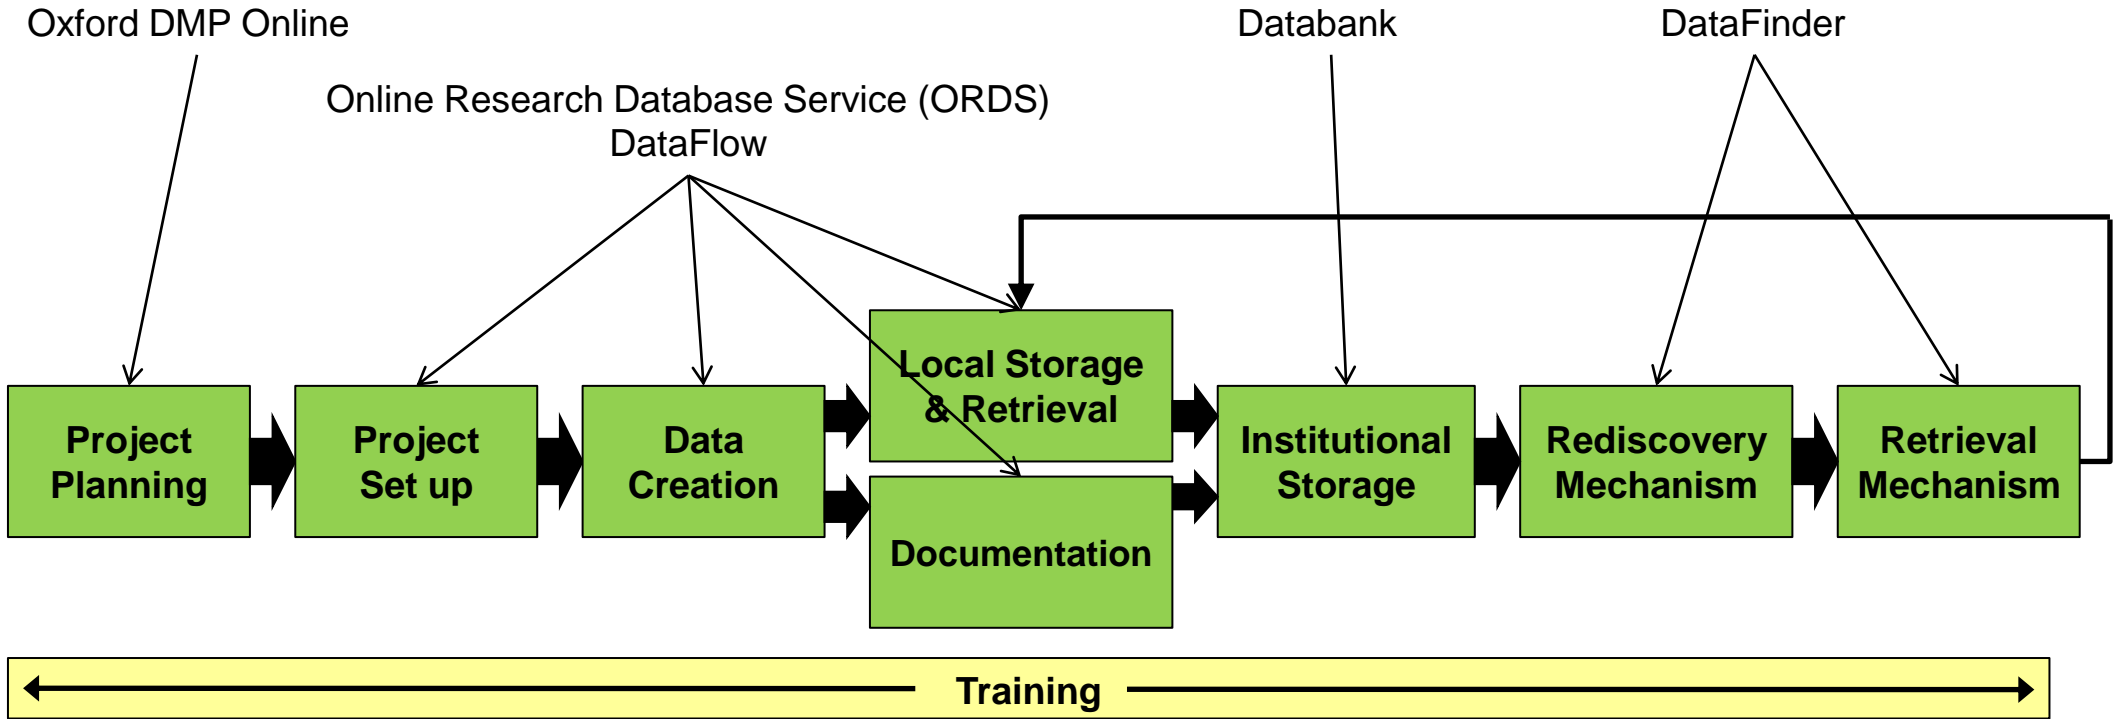 Oxford DMP Online
Databank
DataFinder
Online Research Database Service (ORDS)
DataFlow
Project
Planning
Project
Set up
Data
Creation
Local Storage
& Retrieval
Documentation
Institutional
Storage
Rediscovery
Mechanism
Retrieval
Mechanism
Training